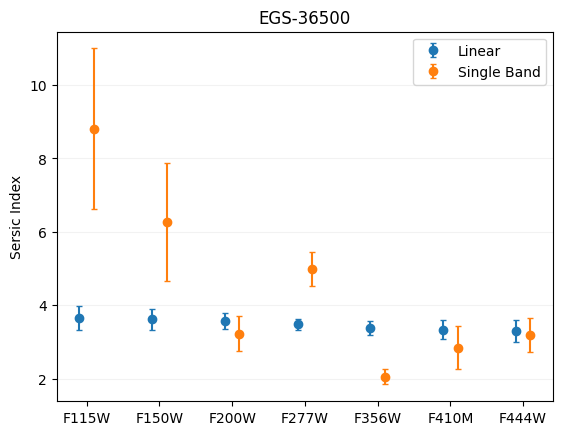 EGS-36500
Linear
Single Band
Sersic Index
10
8
6
4
2
F115W F150W F200W F277W F356W F410M F444W